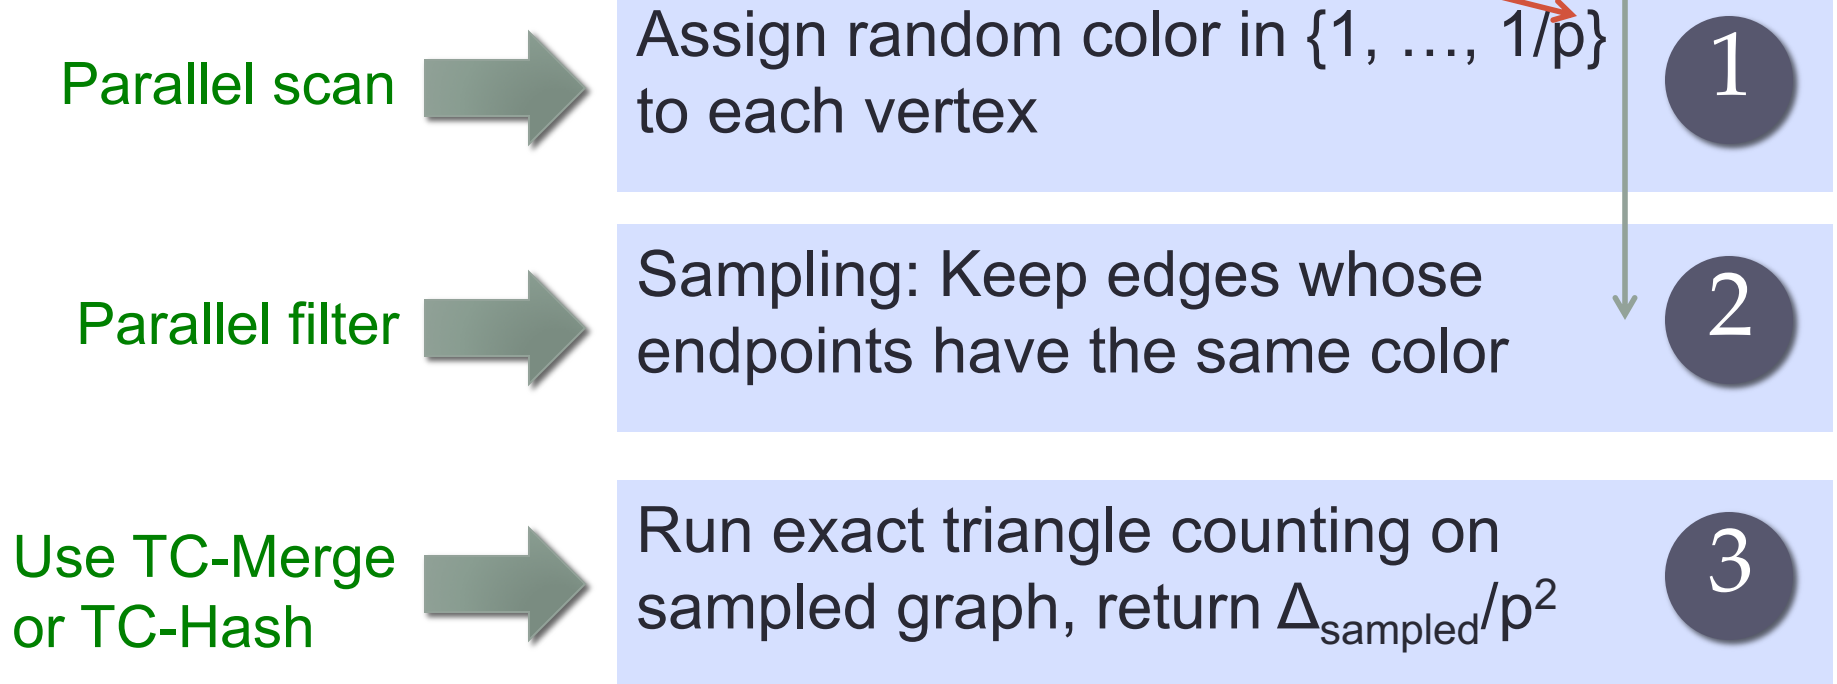 Parallel scan
Assign random color in {1, …, 1/p}
to each vertex
1
Parallel filter
Sampling: Keep edges whose
endpoints have the same color
2
Use TC-Merge
or TC-Hash
Run exact triangle counting on
sampled graph, return Δsampled/p²
3